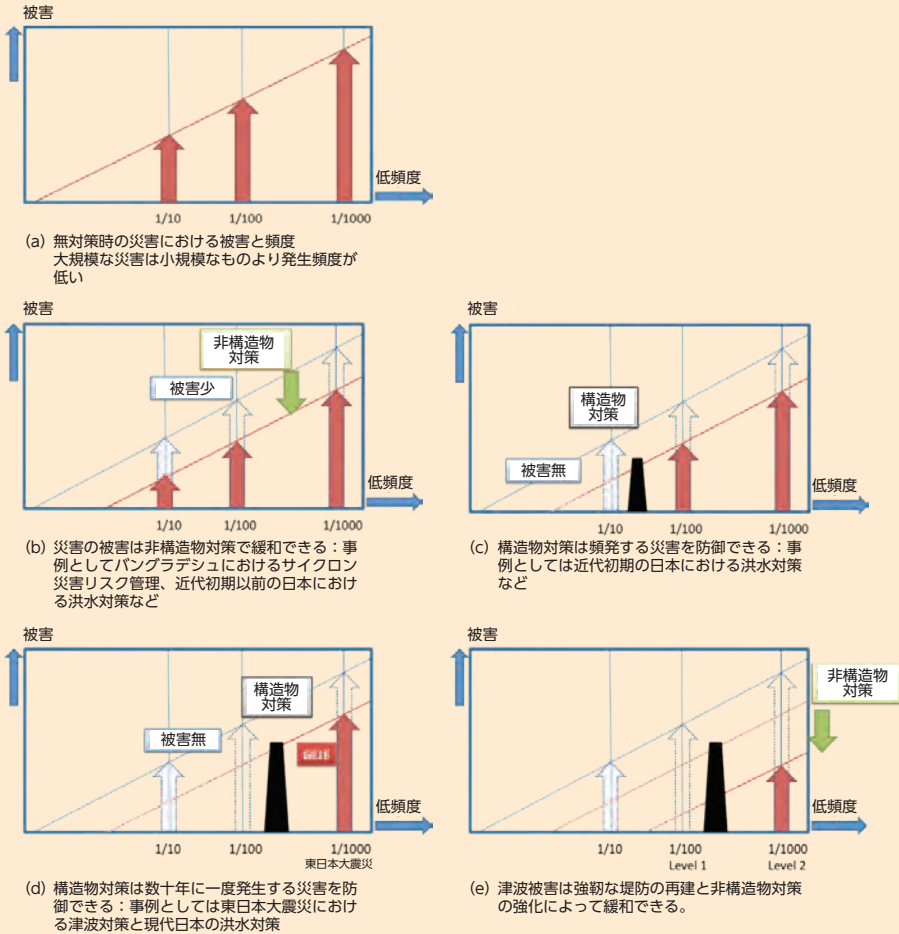 被害
低頻度
1/10
1/100
1/1000
(a) 無対策時の災害における被害と頻度
大規模な災害は小規模なものより発生頻度が
低い
被害
非構造物
対策
被害少
低頻度
1/10
1/100
1/1000
(b) 災害の被害は非構造物対策で緩和できる：事
例としてバングラデシュにおけるサイクロン
災害リスク管理、近代初期以前の日本におけ
る洪水対策など
被害
構造物
対策
被害無
低頻度
1/10
1/100
1/1000
(c) 構造物対策は頻発する災害を防御できる：事
例としては近代初期の日本における洪水対策
など
被害
構造物
対策
被害無
低頻度
1/10
1/100
1/1000
東日本大震災
(d) 構造物対策は数十年に一度発生する災害を防
御できる：事例としては東日本大震災におけ
る津波対策と現代日本の洪水対策
被害
非構造物
対策
低頻度
1/10
1/100
1/1000
Level 1
Level 2
(e) 津波被害は強靭な堤防の再建と非構造物対策
の強化によって緩和できる。